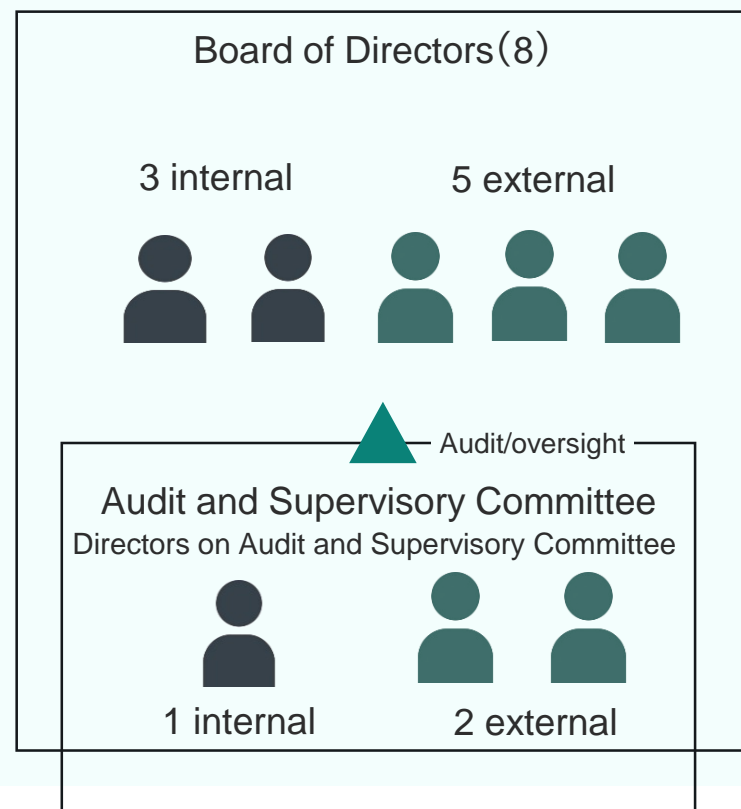 Board of Directors（8）
3 internal
5 external
Audit/oversight
Audit and Supervisory Committee
Directors on Audit and Supervisory Committee
1 internal
2 external